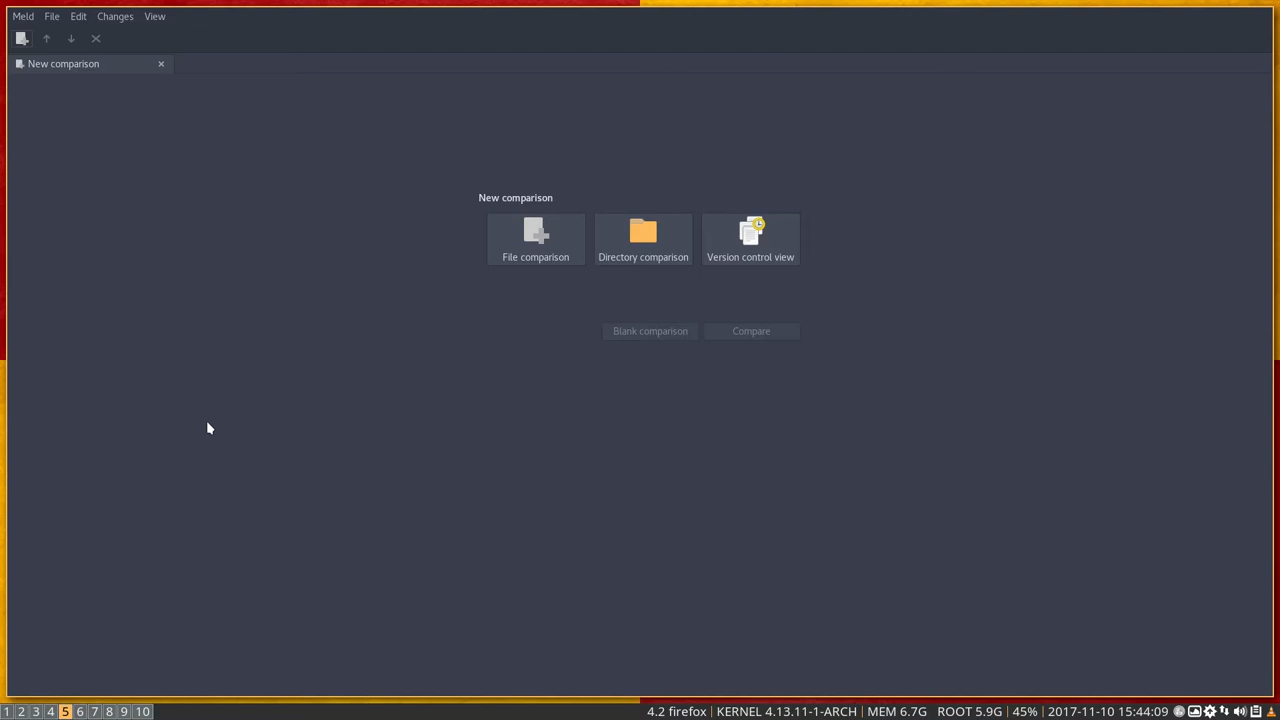 Meld File Edit Changes View
New comparison
New comparison
File comparison Directory comparison Version control view
Blank comparison Compare
1 2 3 4 5 6 7 8 9 10 4.2 firefox | KERNEL 4.13.11-1-ARCH | MEM 6.7G ROOT 5.9G | 45% | 2017-11-10 15:44:09